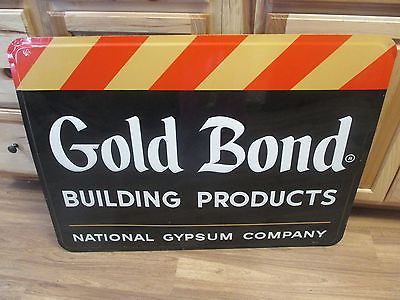 Gold Bond®
BUILDING PRODUCTS
NATIONAL GYPSUM COMPANY